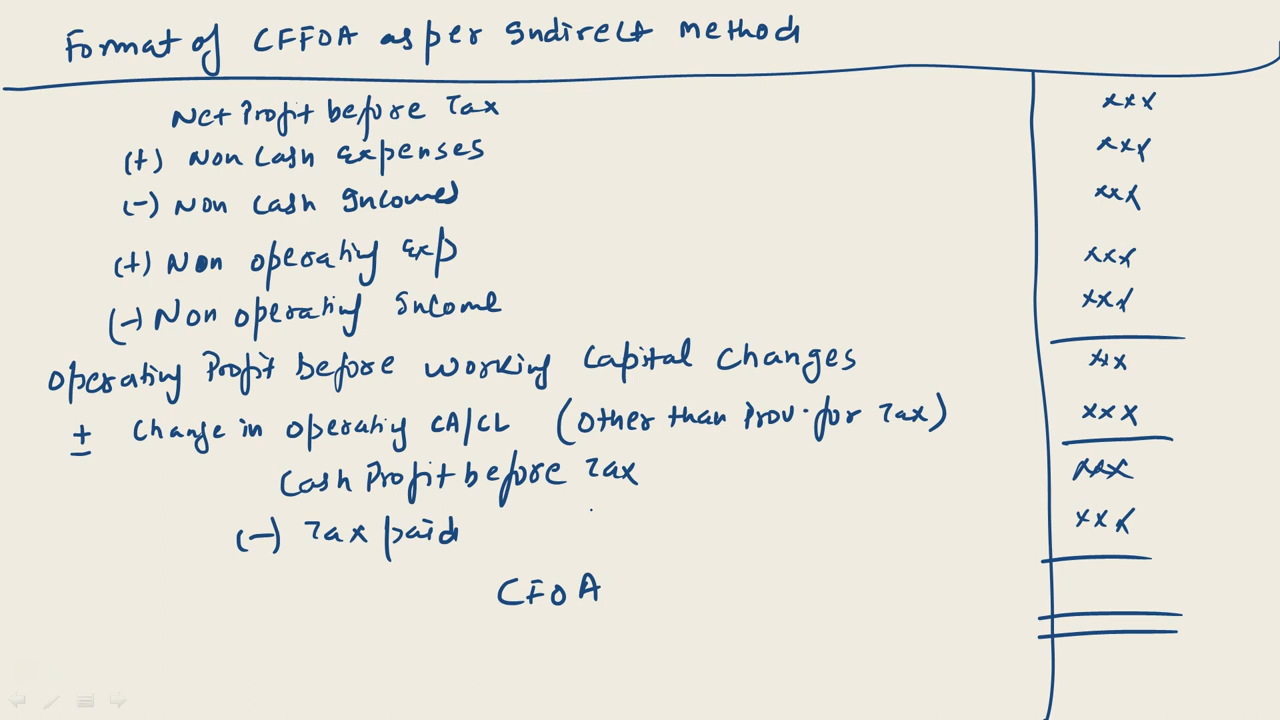 Format of CFFOA as per Indirect method
Net Profit before Tax xxx
(+) Non Cash Expenses xxx
(-) Non Cash Incomes xxx
(+) Non operating Exp xxx
(-) Non operating Income xxx
Operating Profit Before Working Capital Changes xx
± Change in operating CA/CL (Other than Prov. for Tax) xxx
Cash Profit before Tax xxx
(-) Tax paid xxx
CFOA